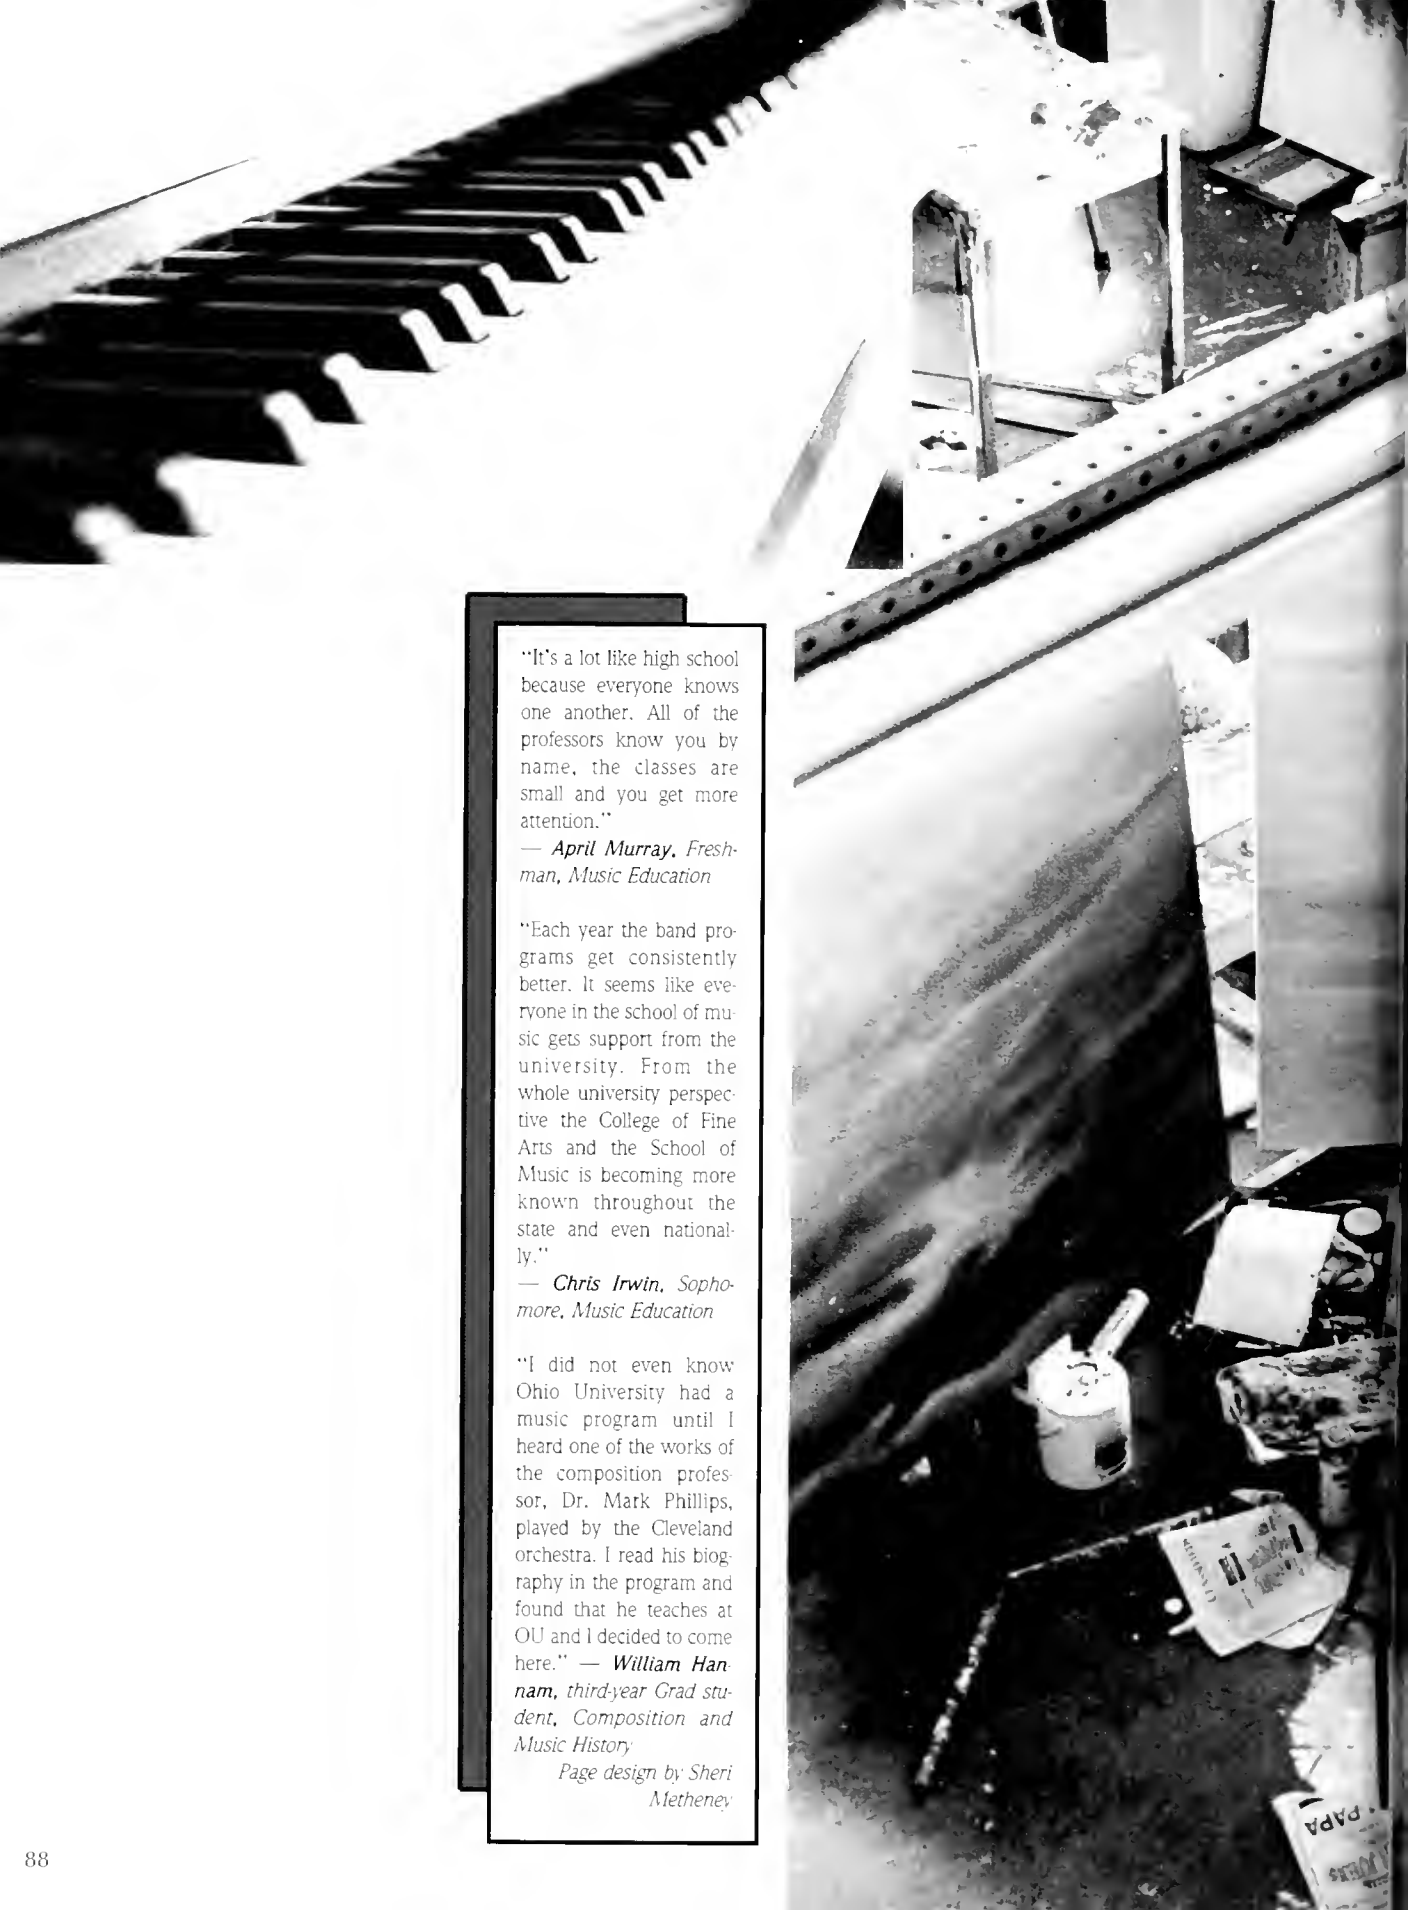 "It's a lot like high school
because everyone knows
one another. All of the
professors know you by
name, the classes are
small and you get more
attention."
— April Murray, Fresh-
man, Music Education
"Each year the band pro-
grams get consistently
better. It seems like eve-
ryone in the school of mu-
sic gets support from the
university. From the
whole university perspec-
tive the College of Fine
Arts and the School of
Music is becoming more
known throughout the
state and even national-
ly."
— Chris Irwin, Sopho-
more, Music Education
"I did not even know
Ohio University had a
music program until I
heard one of the works of
the composition profes-
sor, Dr. Mark Phillips,
played by the Cleveland
orchestra. I read his biog-
raphy in the program and
found that he teaches at
OU and I decided to come
here." — William Han-
nam, third-year Grad stu-
dent, Composition and
Music History
Page design by Sheri
Metheney
PAPA
88